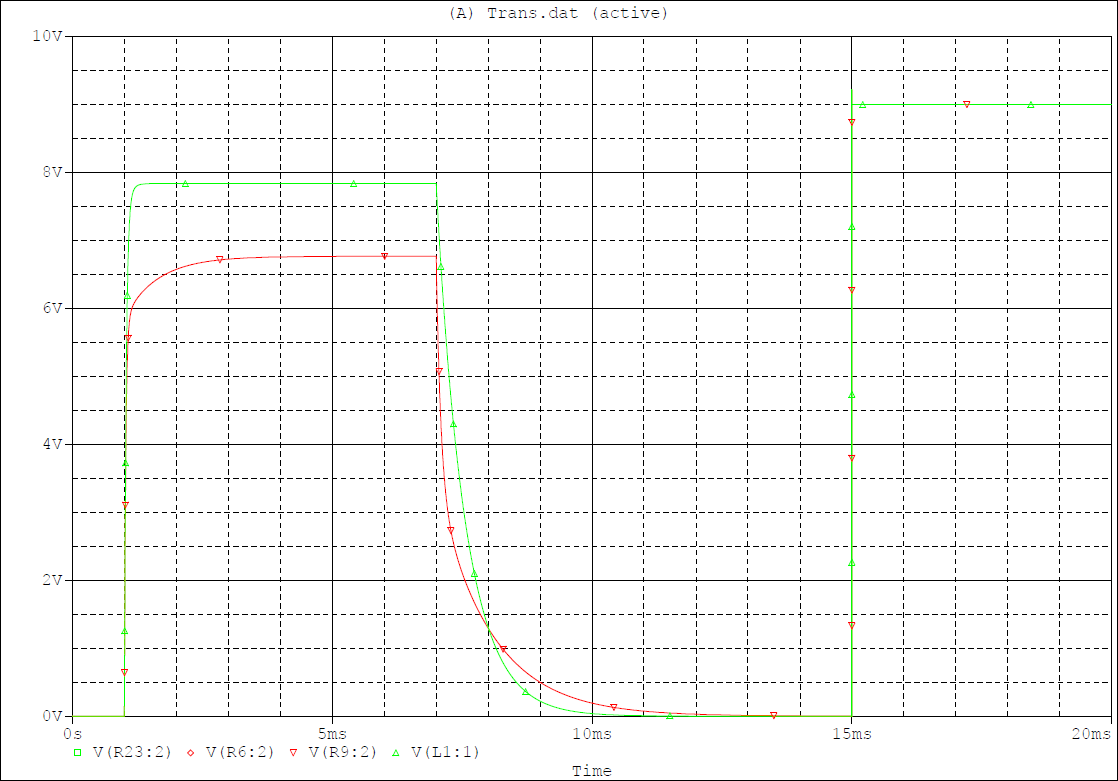 (A) Trans.dat (active)
10V
8V
6V
4V
2V
0V
0s 5ms 10ms 15ms 20ms
V(R23:2) V(R6:2) V(R9:2) V(L1:1)
Time